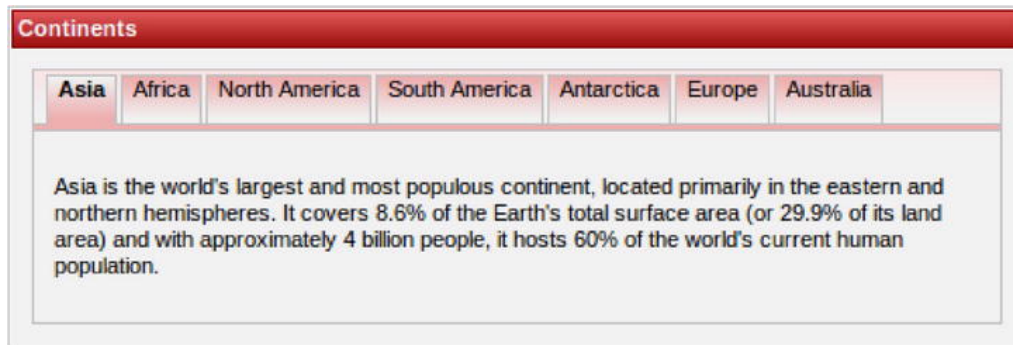 Continents
Asia Africa North America South America Antarctica Europe Australia
Asia is the world's largest and most populous continent, located primarily in the eastern and
northern hemispheres. It covers 8.6% of the Earth's total surface area (or 29.9% of its land
area) and with approximately 4 billion people, it hosts 60% of the world's current human
population.